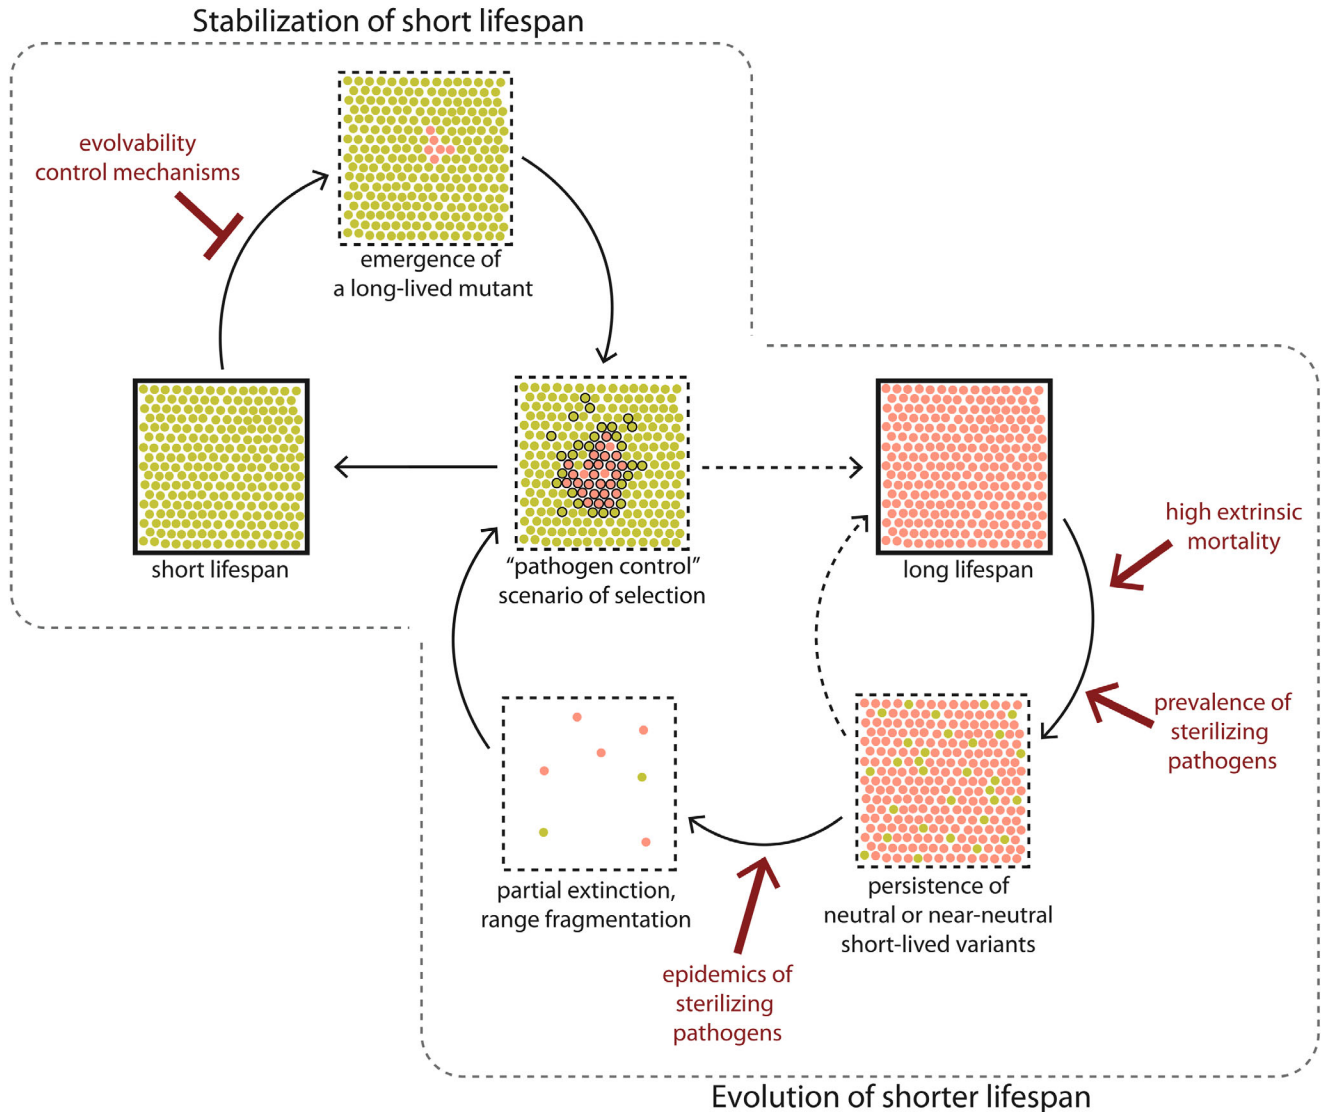 Stabilization of short lifespan
evolvability
control mechanisms
emergence of
a long-lived mutant
short lifespan
“pathogen control”
scenario of selection
long lifespan
high extrinsic
mortality
prevalence of
sterilizing
pathogens
partial extinction,
range fragmentation
persistence of
neutral or near-neutral
short-lived variants
epidemics of
sterilizing
pathogens
Evolution of shorter lifespan